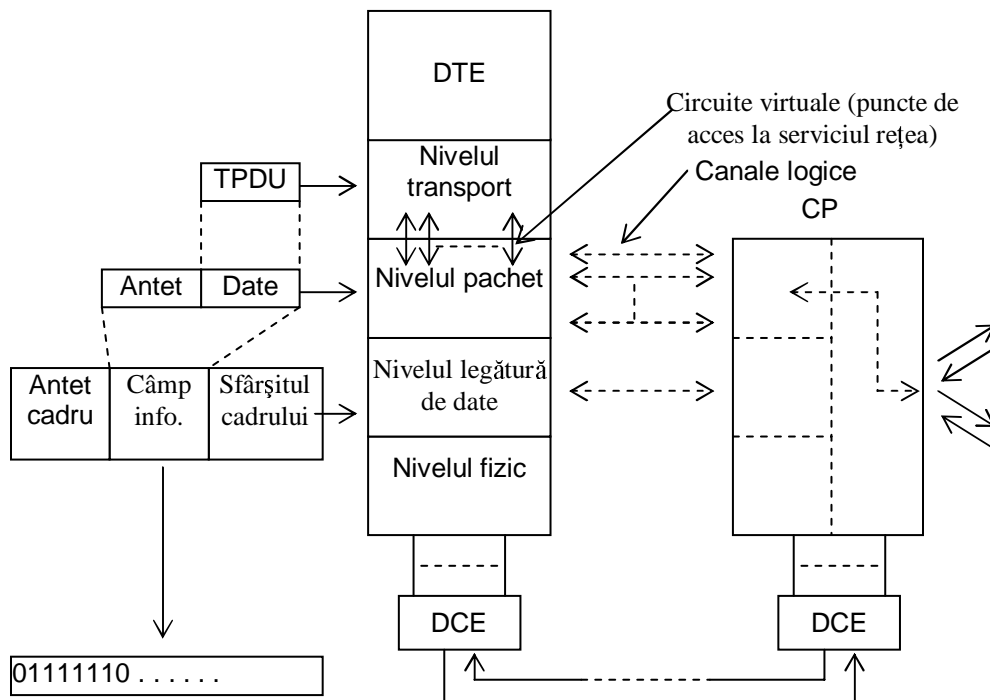 DTE
Circuite virtuale (puncte de
acces la serviciul rețea)
Nivelul
transport
TPDU
Canale logice
CP
Antet
Date
Nivelul pachet
Antet
cadru
Câmp
info.
Sfârşitul
cadrului
Nivelul legătură
de date
Nivelul fizic
DCE
DCE
01111110 . . . . . .